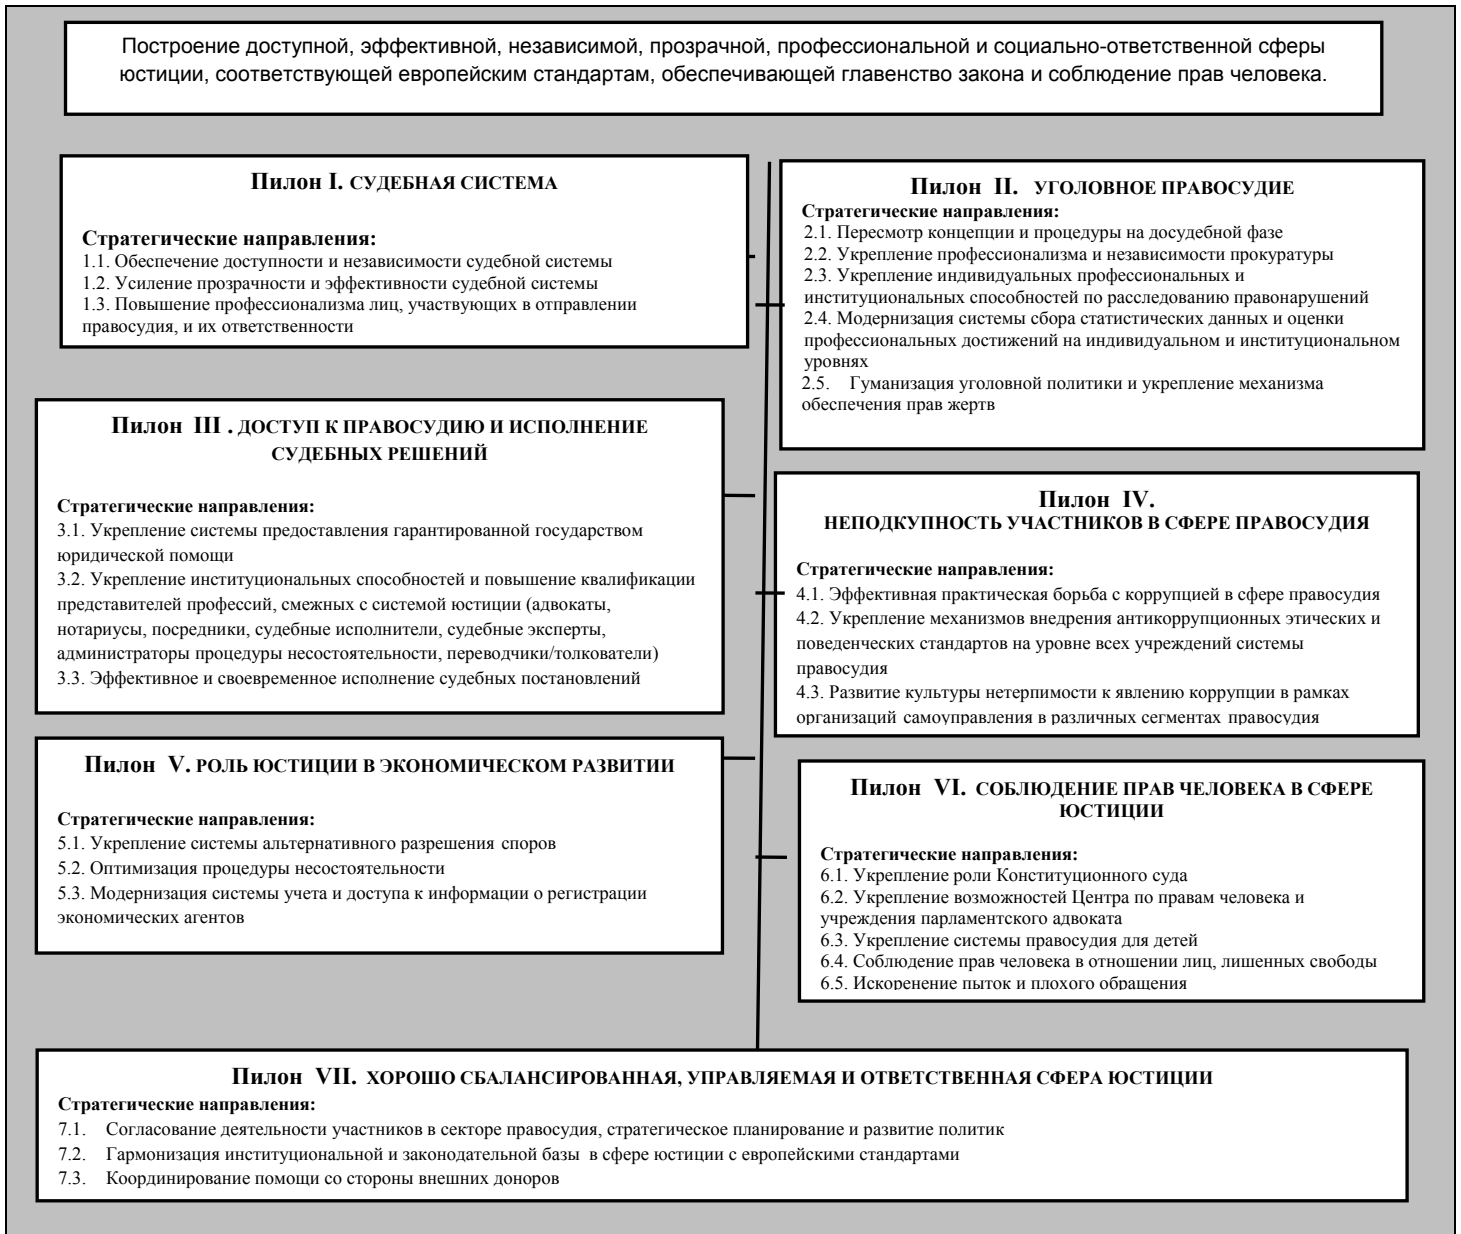 Построение доступной, эффективной, независимой, прозрачной, профессиональной и социально-ответственной сферы
юстиции, соответствующей европейским стандартам, обеспечивающей главенство закона и соблюдение прав человека.
Пилон I. СУДЕБНАЯ СИСТЕМА
Стратегические направления:
1.1. Обеспечение доступности и независимости судебной системы
1.2. Усиление прозрачности и эффективности судебной системы
1.3. Повышение профессионализма лиц, участвующих в отправлении
правосудия, и их ответственности
Пилон II. УГОЛОВНОЕ ПРАВОСУДИЕ
Стратегические направления:
2.1. Пересмотр концепции и процедуры на досудебной фазе
2.2. Укрепление профессионализма и независимости прокуратуры
2.3. Укрепление индивидуальных профессиональных и
институциональных способностей по расследованию правонарушений
2.4. Модернизация системы сбора статистических данных и оценки
профессиональных достижений на индивидуальном и институциональном
уровнях
2.5. Гуманизация уголовной политики и укрепление механизма
обеспечения прав жертв
Пилон III . ДОСТУП К ПРАВОСУДИЮ И ИСПОЛНЕНИЕ
СУДЕБНЫХ РЕШЕНИЙ
Стратегические направления:
3.1. Укрепление системы предоставления гарантированной государством
юридической помощи
3.2. Укрепление институциональных способностей и повышение квалификации
представителей профессий, смежных с системой юстиции (адвокаты,
нотариусы, посредники, судебные исполнители, судебные эксперты,
администраторы процедуры несостоятельности, переводчики/толкователи)
3.3. Эффективное и своевременное исполнение судебных постановлений
Пилон IV.
НЕПОДКУПНОСТЬ УЧАСТНИКОВ В СФЕРЕ ПРАВОСУДИЯ
Стратегические направления:
4.1. Эффективная практическая борьба с коррупцией в сфере правосудия
4.2. Укрепление механизмов внедрения антикоррупционных этических и
поведенческих стандартов на уровне всех учреждений системы
правосудия
4.3. Развитие культуры нетерпимости к явлению коррупции в рамках
организаций самоуправления в различных сегментах правосудия
Пилон V. РОЛЬ ЮСТИЦИИ В ЭКОНОМИЧЕСКОМ РАЗВИТИИ
Стратегические направления:
5.1. Укрепление системы альтернативного разрешения споров
5.2. Оптимизация процедуры несостоятельности
5.3. Модернизация системы учета и доступа к информации о регистрации
экономических агентов
Пилон VI. СОБЛЮДЕНИЕ ПРАВ ЧЕЛОВЕКА В СФЕРЕ
ЮСТИЦИИ
Стратегические направления:
6.1. Укрепление роли Конституционного суда
6.2. Укрепление возможностей Центра по правам человека и
учреждения парламентского адвоката
6.3. Укрепление системы правосудия для детей
6.4. Соблюдение прав человека в отношении лиц, лишенных свободы
6.5. Искоренение пыток и плохого обращения
Пилон VII. ХОРОШО СБАЛАНСИРОВАННАЯ, УПРАВЛЯЕМАЯ И ОТВЕТСТВЕННАЯ СФЕРА ЮСТИЦИИ
Стратегические направления:
7.1. Согласование деятельности участников в секторе правосудия, стратегическое планирование и развитие политик
7.2. Гармонизация институциональной и законодательной базы в сфере юстиции с европейскими стандартами
7.3. Координирование помощи со стороны внешних доноров